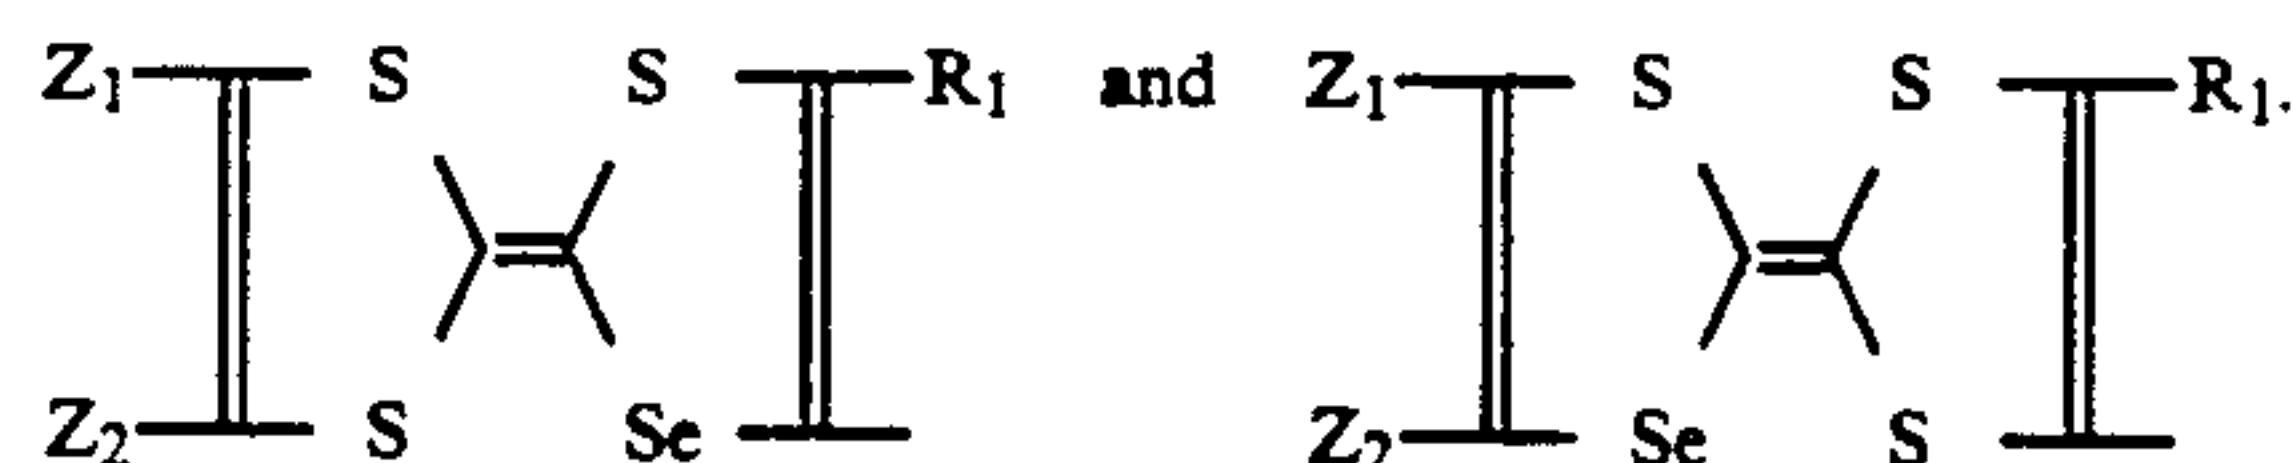 Z₁ S S R₁ and Z₁ S S R₁.
Z₂ S Se Z₂ Se S